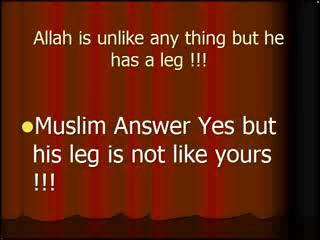 Allah is unlike any thing but he
has a leg !!!
Muslim Answer Yes but
his leg is not like yours
!!!